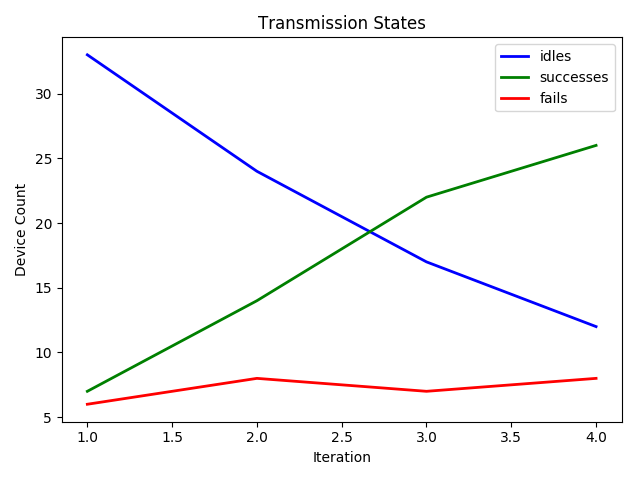 Transmission States
idles
successes
fails
Device Count
30
25
20
15
10
5
1.0 1.5 2.0 2.5 3.0 3.5 4.0
Iteration